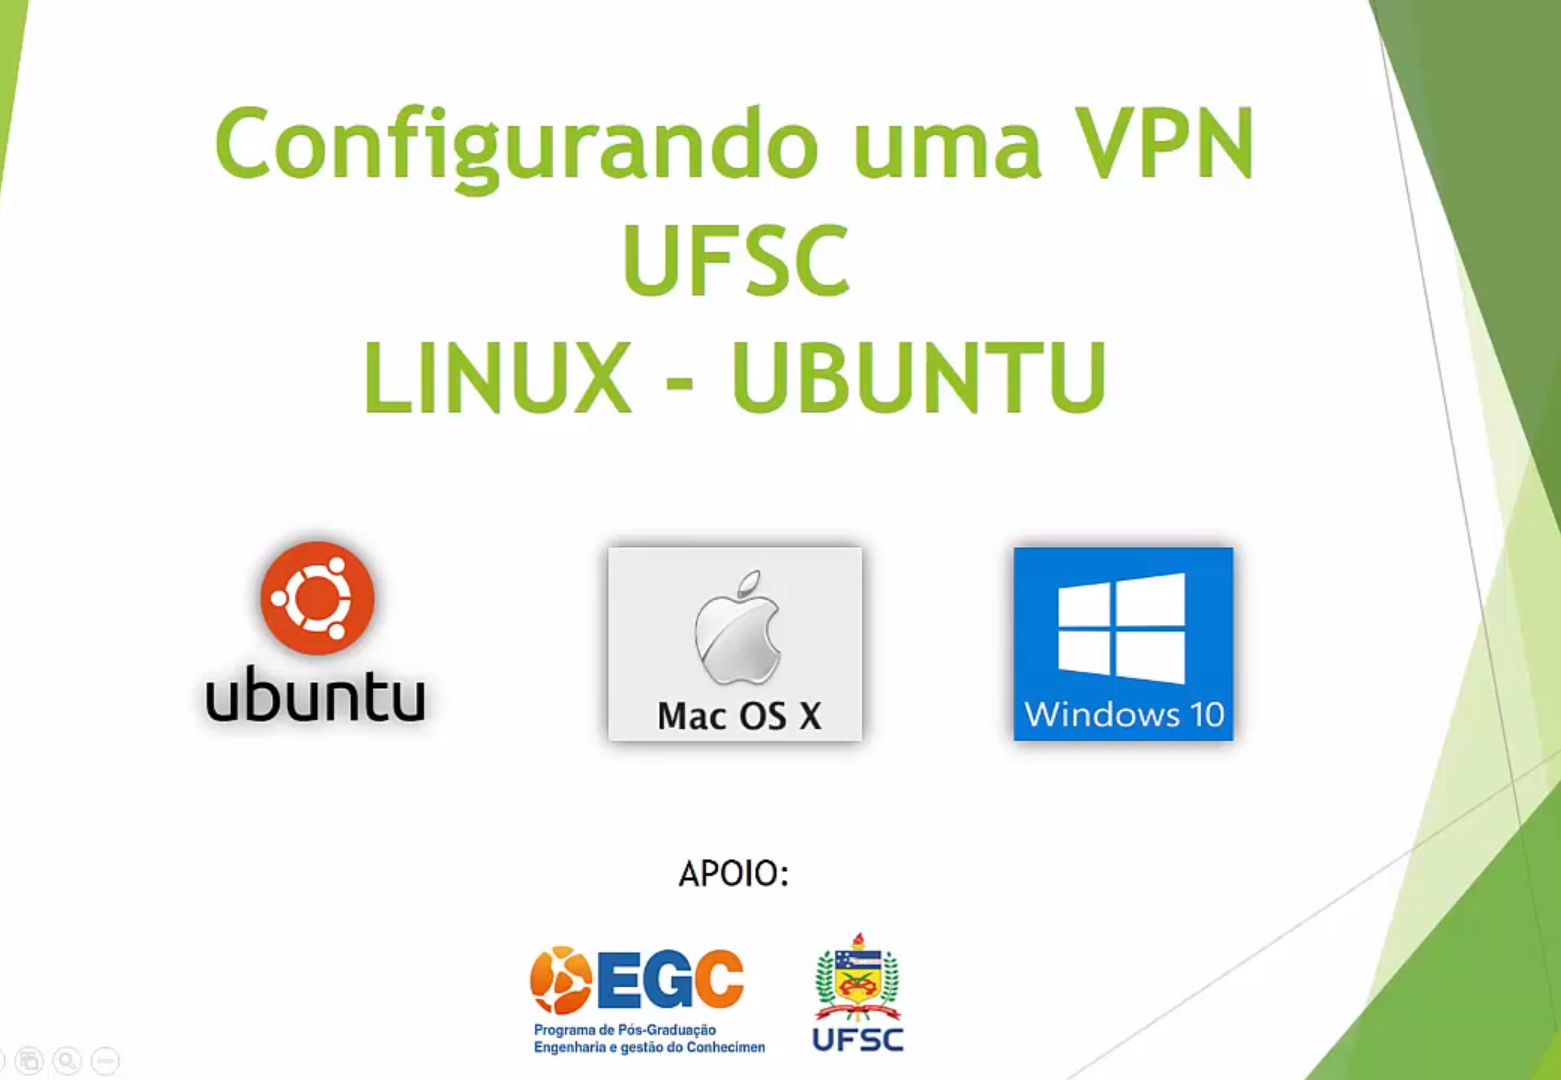 Configurando uma VPN
UFSC
LINUX - UBUNTU
ubuntu
Mac OS X
Windows 10
APOIO:
EGC
Programa de Pós-Graduação
Engenharia e gestão do Conhecimen
UFSC